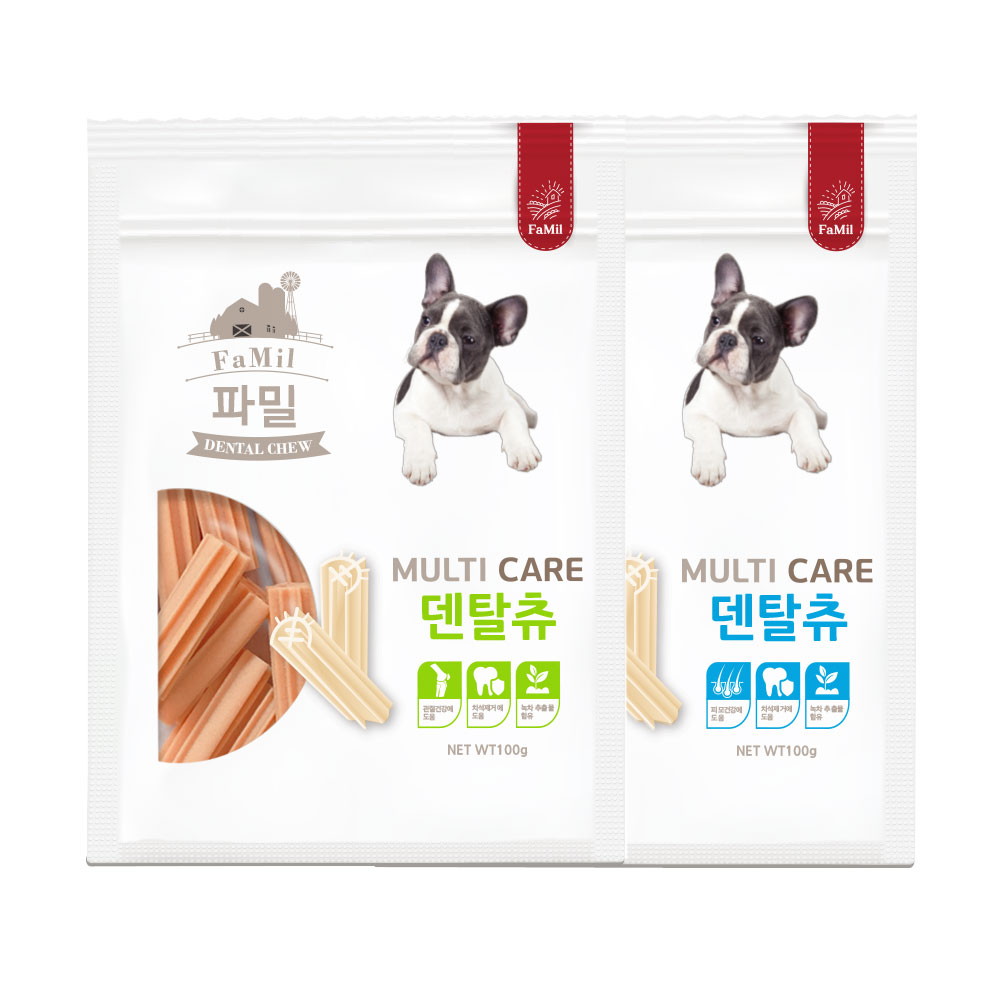 FaMil
FaMil
FaMil
파밀
DENTAL CHEW
MULTI CARE
덴탈츄
관절건강에
도움
치석제거에
도움
녹차 추출물
함유
NET WT100g
MULTI CARE
덴탈츄
피모건강에
도움
치석제거에
도움
녹차 추출물
함유
NET WT100g